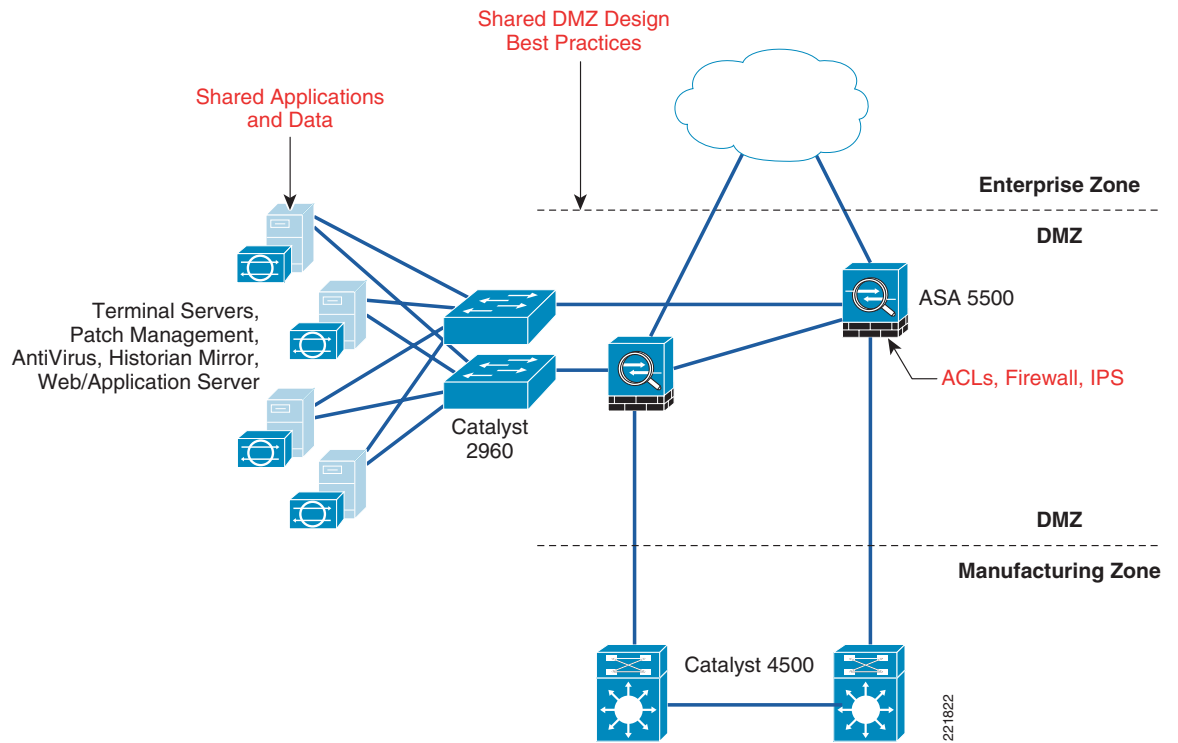 Shared DMZ Design
Best Practices
Shared Applications
and Data
Enterprise Zone
DMZ
ASA 5500
Terminal Servers,
Patch Management,
AntiVirus, Historian Mirror,
Web/Application Server
ACLs, Firewall, IPS
Catalyst
2960
DMZ
Manufacturing Zone
Catalyst 4500
221822